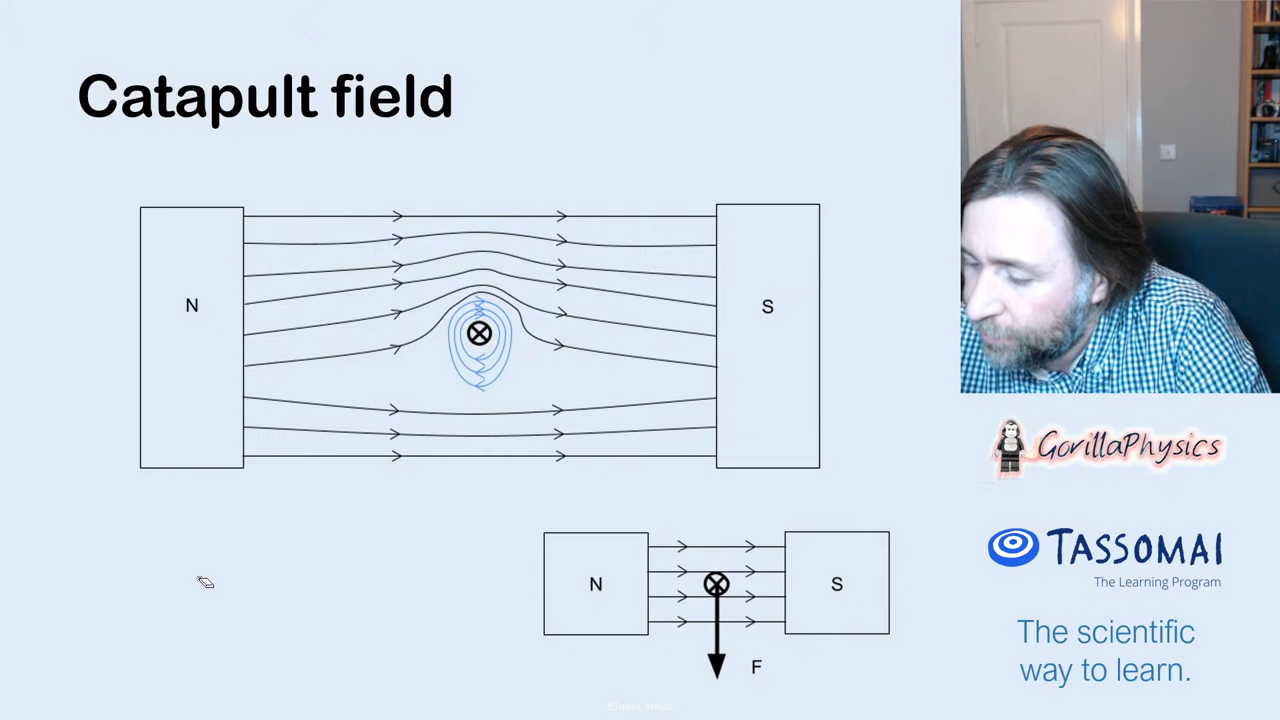 Catapult field
N
S
GorillaPhysics
TASSOMAI
The Learning Program
N
S
F
The scientific
way to learn.